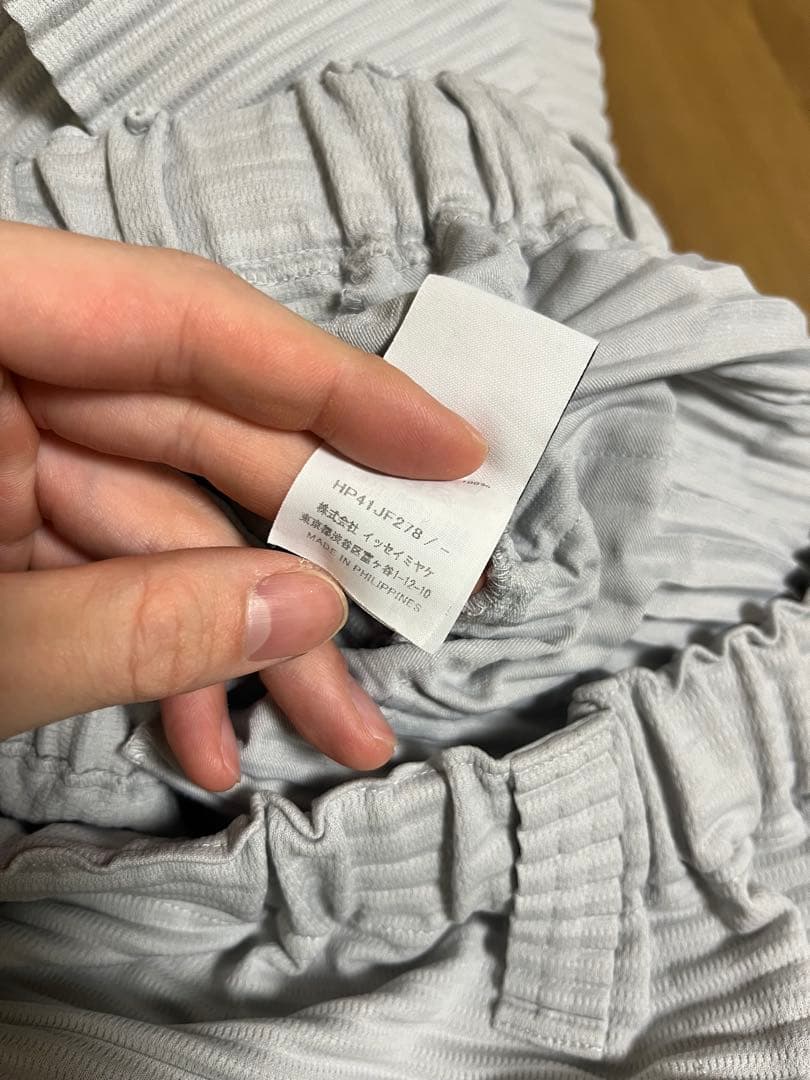 100%
HP41JF278 / -
株式会社 イッセイミヤケ
東京都渋谷区富ヶ谷1-12-10
MADE IN PHILIPPINES